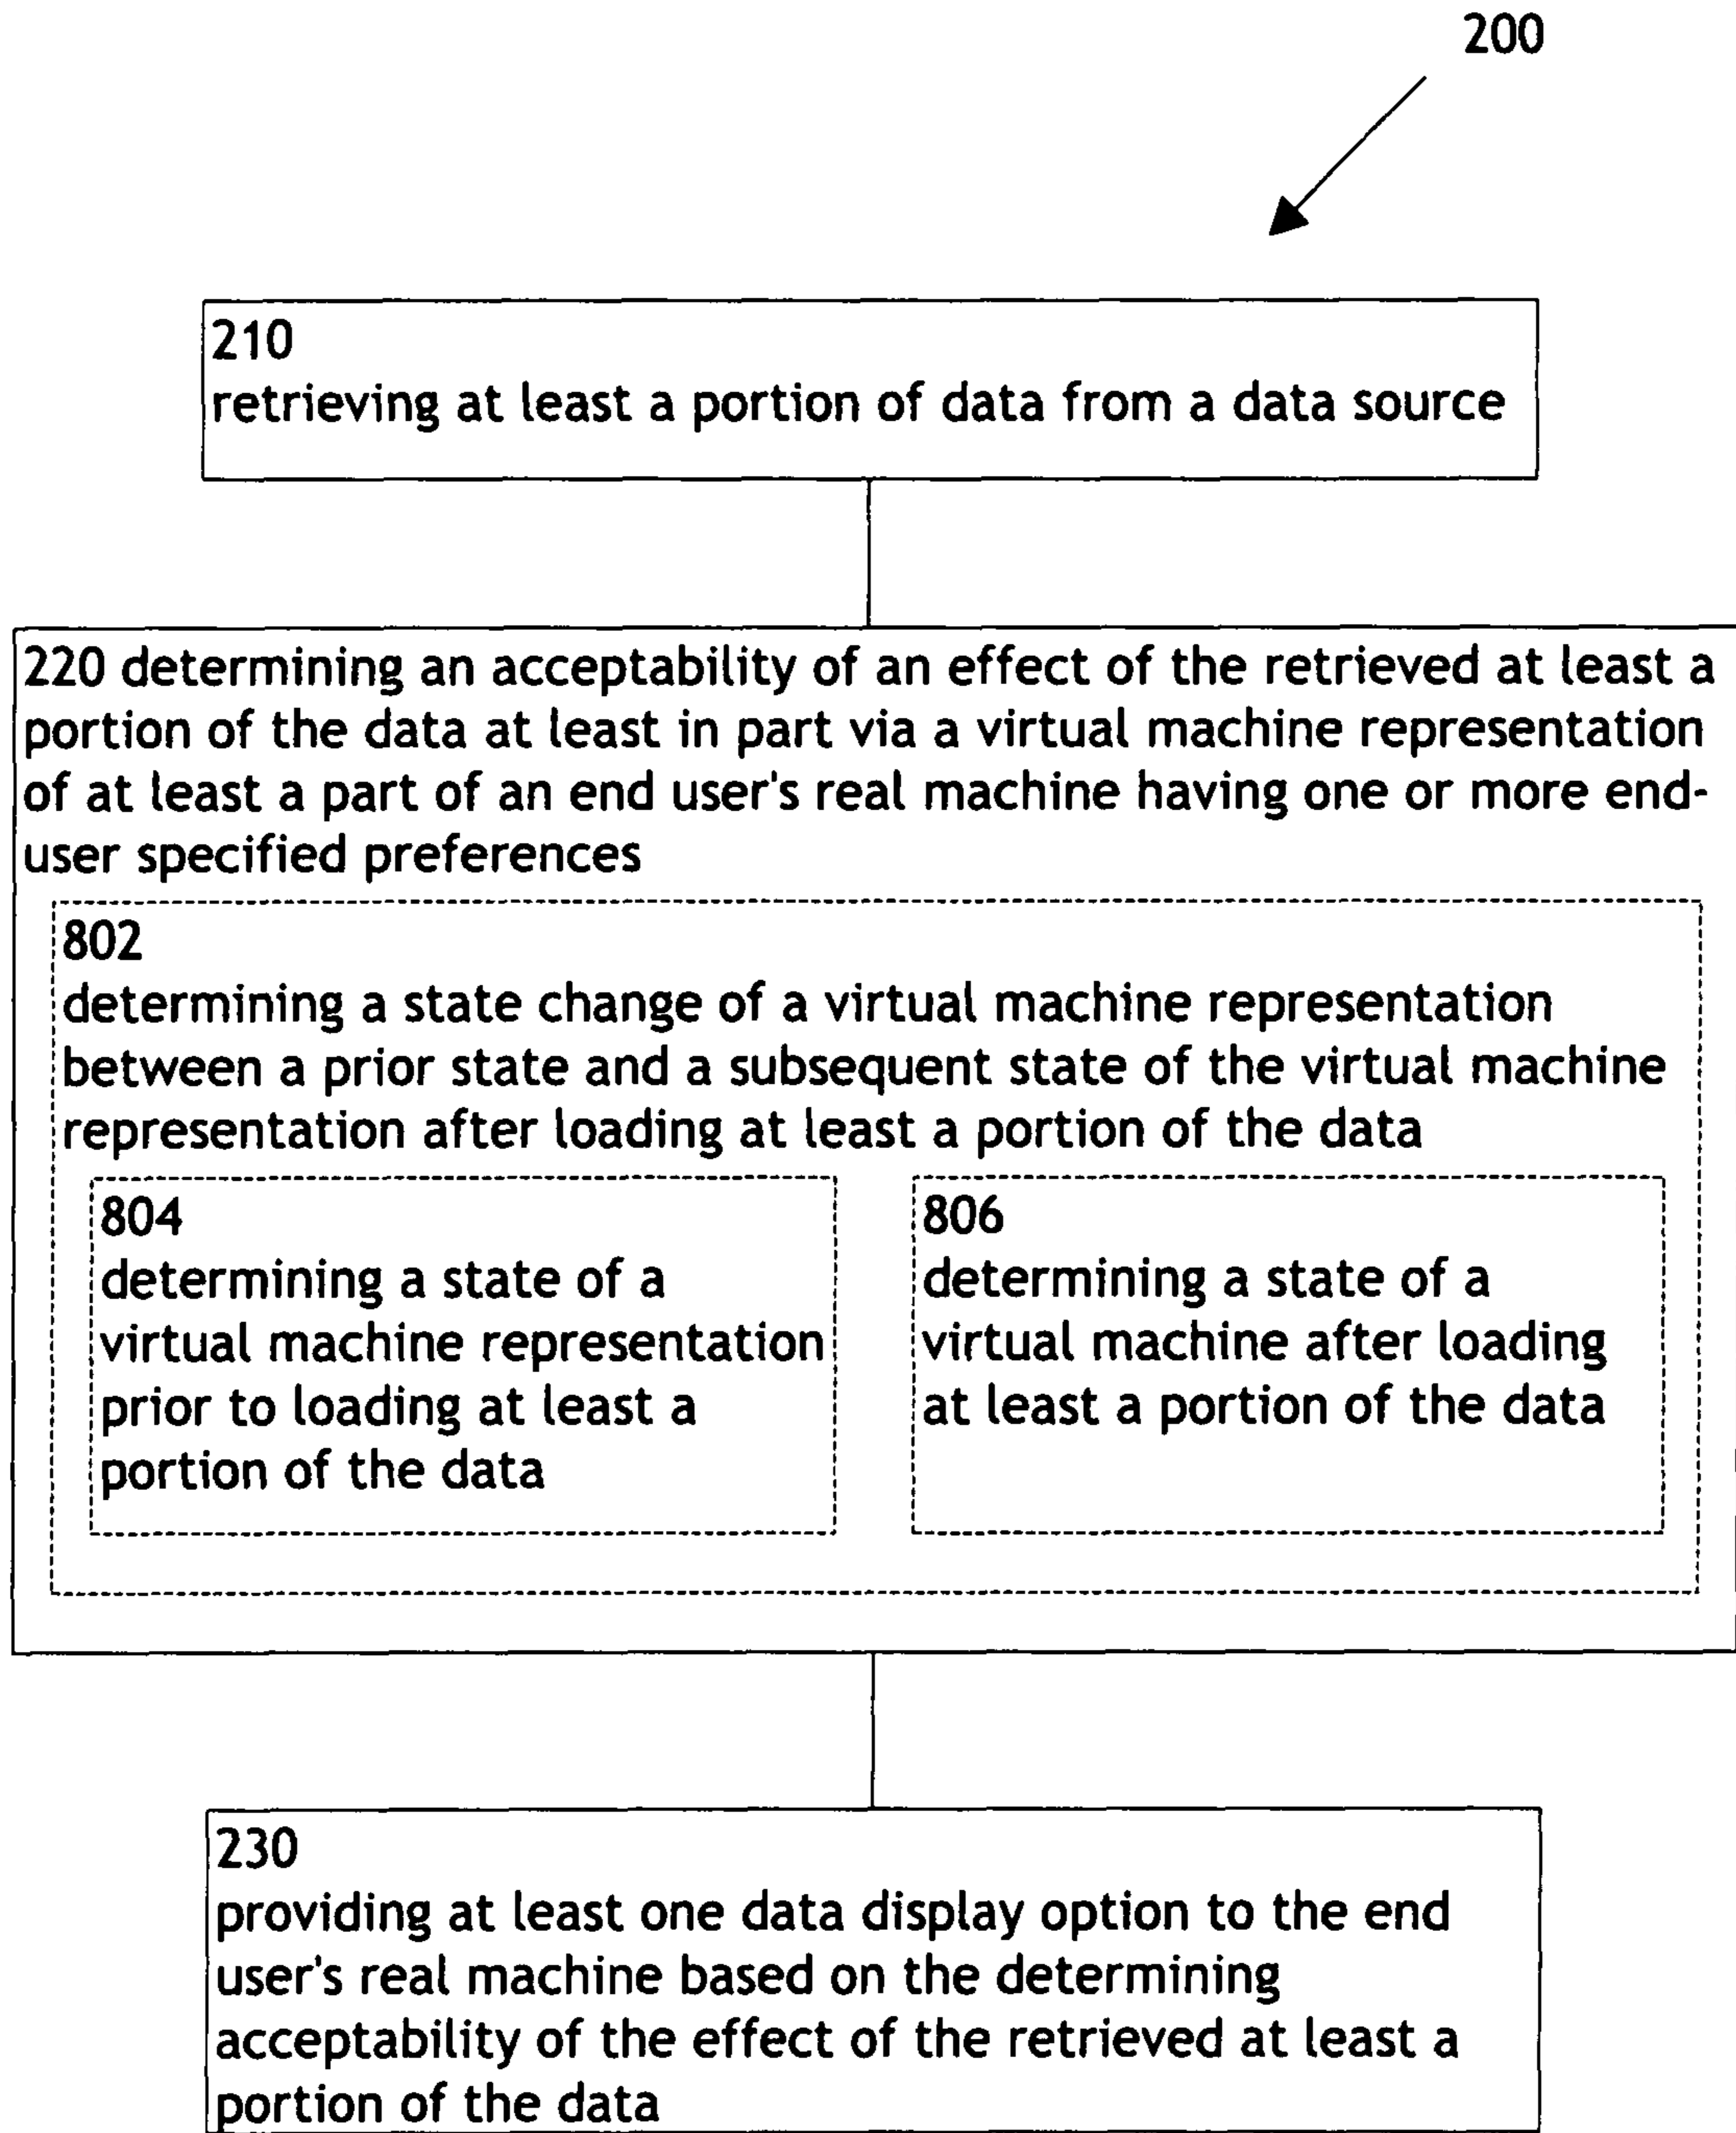 200
210
retrieving at least a portion of data from a data source
220 determining an acceptability of an effect of the retrieved at least a
portion of the data at least in part via a virtual machine representation
of at least a part of an end user's real machine having one or more end-
user specified preferences
802
determining a state change of a virtual machine representation
between a prior state and a subsequent state of the virtual machine
representation after loading at least a portion of the data
804
determining a state of a
virtual machine representation
prior to loading at least a
portion of the data
806
determining a state of a
virtual machine after loading
at least a portion of the data
230
providing at least one data display option to the end
user's real machine based on the determining
acceptability of the effect of the retrieved at least a
portion of the data